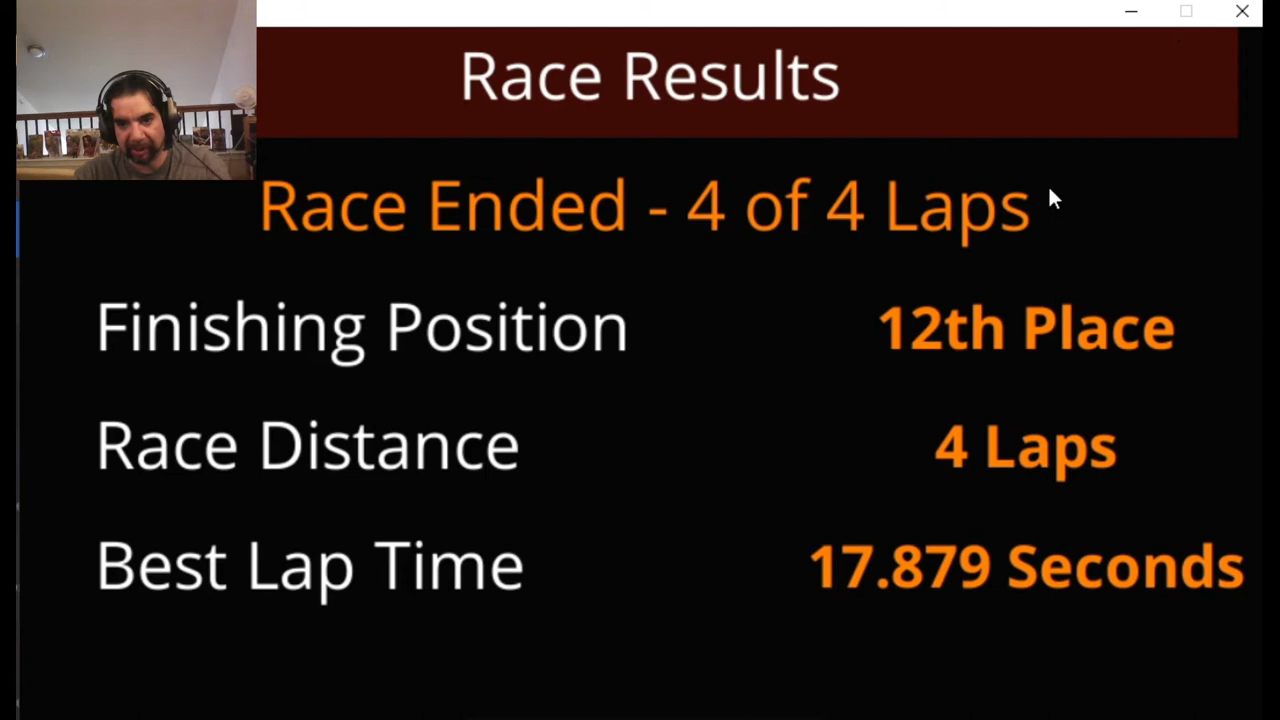 Race Results
Race Ended - 4 of 4 Laps
Finishing Position 12th Place
Race Distance 4 Laps
Best Lap Time 17.879 Seconds